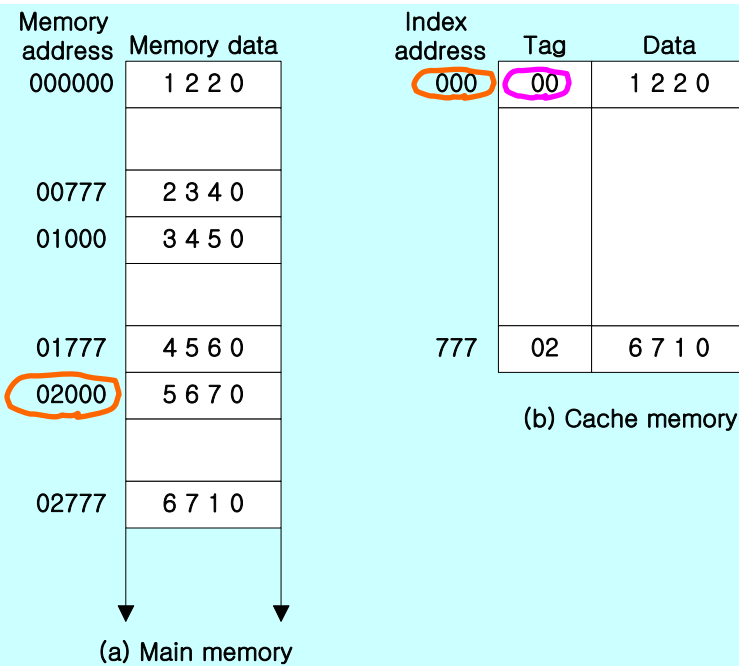 Memory address Memory data
000000 1 2 2 0
00777 2 3 4 0
01000 3 4 5 0
01777 4 5 6 0
02000 5 6 7 0
02777 6 7 1 0
(a) Main memory
Index address Tag Data
000 00 1 2 2 0
777 02 6 7 1 0
(b) Cache memory